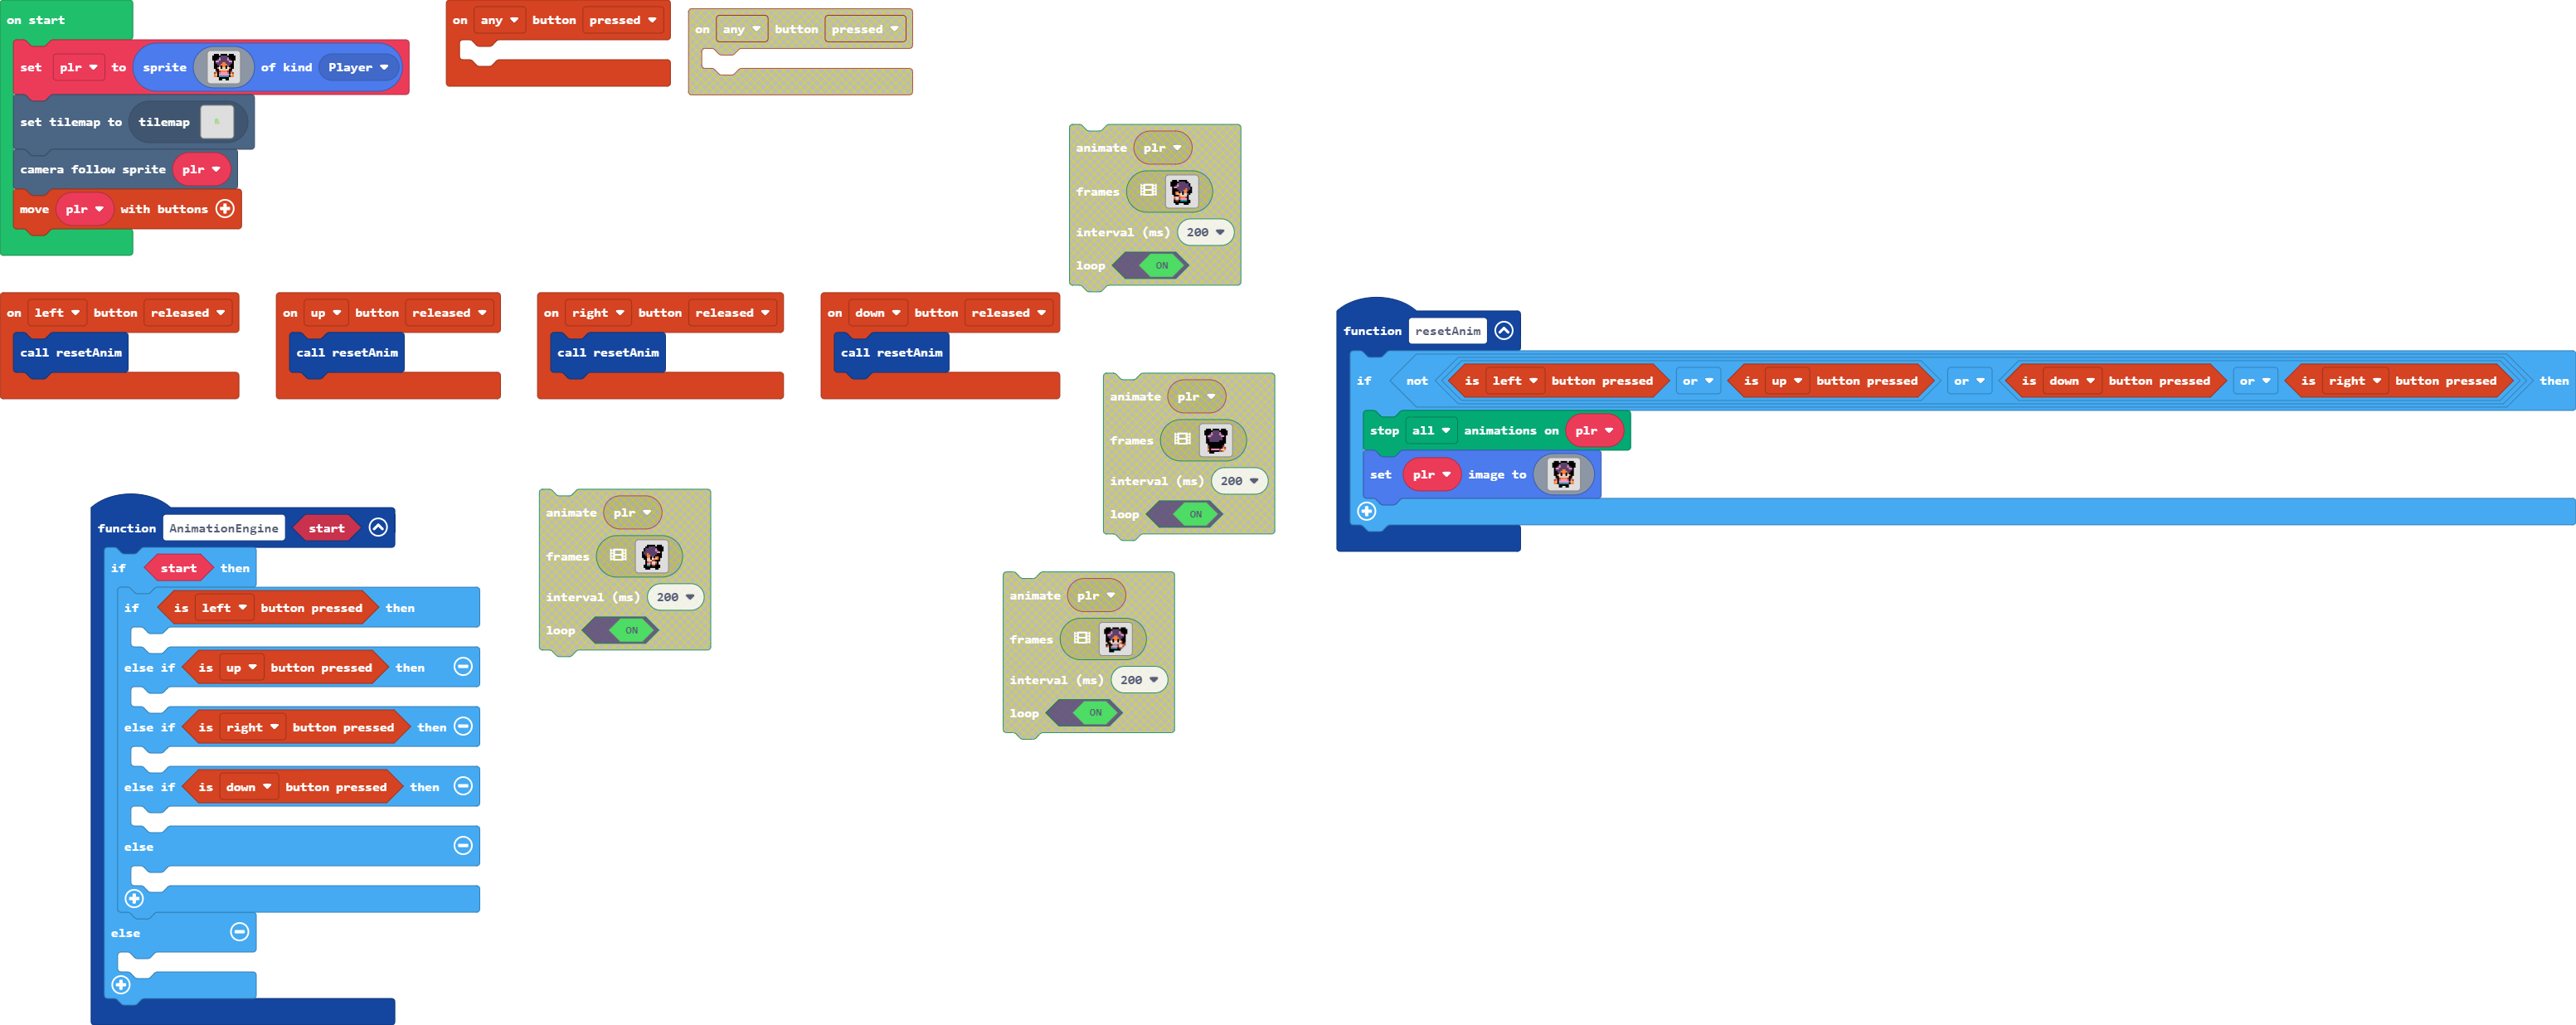 on start
set plr to sprite of kind Player
set tilemap to tilemap
camera follow sprite plr
move plr with buttons
on any button pressed
on any button pressed
animate plr
frames
interval (ms) 200
loop ON
on left button released
call resetAnim
on up button released
call resetAnim
on right button released
call resetAnim
on down button released
call resetAnim
function resetAnim
if not is left button pressed or is up button pressed or is down button pressed or is right button pressed then
stop all animations on plr
set plr image to
animate plr
frames
interval (ms) 200
loop ON
function AnimationEngine start
if start then
if is left button pressed then
else if is up button pressed then
else if is right button pressed then
else if is down button pressed then
else
else
animate plr
frames
interval (ms) 200
loop ON
animate plr
frames
interval (ms) 200
loop ON